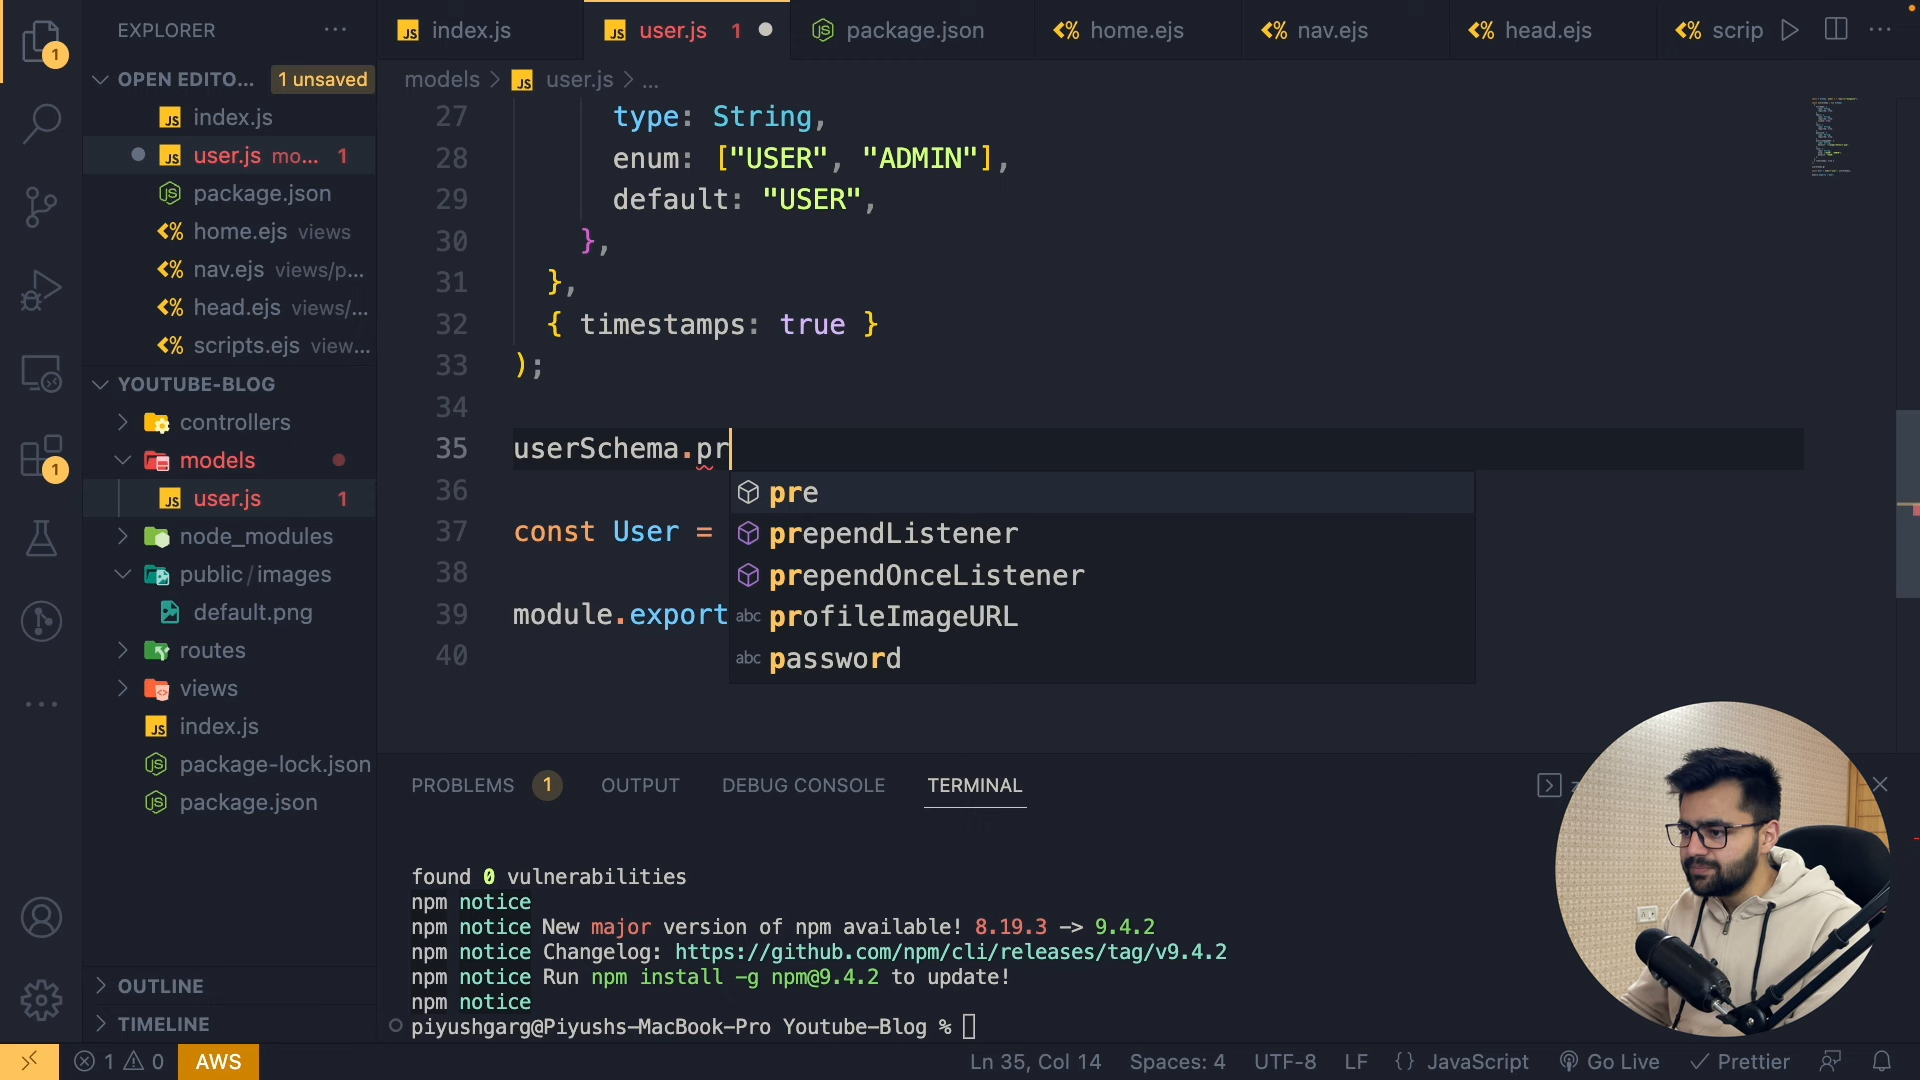 EXPLORER
OPEN EDITO... 1 unsaved
index.js
user.js mo... 1
package.json
home.ejs views
nav.ejs views/p...
head.ejs views/...
scripts.ejs view...
YOUTUBE-BLOG
controllers
models
user.js 1
node_modules
public/images
default.png
routes
views
index.js
package-lock.json
package.json
OUTLINE
TIMELINE
1
1
index.js user.js 1 package.json home.ejs nav.ejs head.ejs scrip
models > user.js > ...
27 type: String,
28 enum: ["USER", "ADMIN"],
29 default: "USER",
30 },
31 },
32 { timestamps: true }
33 );
34
35 userSchema.pr
36
37 const User =
38
39 module.export
40
pre
prependListener
prependOnceListener
abc profileImageURL
abc password
PROBLEMS 1 OUTPUT DEBUG CONSOLE TERMINAL
found 0 vulnerabilities
npm notice
npm notice New major version of npm available! 8.19.3 -> 9.4.2
npm notice Changelog: https://github.com/npm/cli/releases/tag/v9.4.2
npm notice Run npm install -g npm@9.4.2 to update!
npm notice
piyushgarg@Piyushs-MacBook-Pro Youtube-Blog %
1 0 AWS Ln 35, Col 14 Spaces: 4 UTF-8 LF {} JavaScript Go Live Prettier